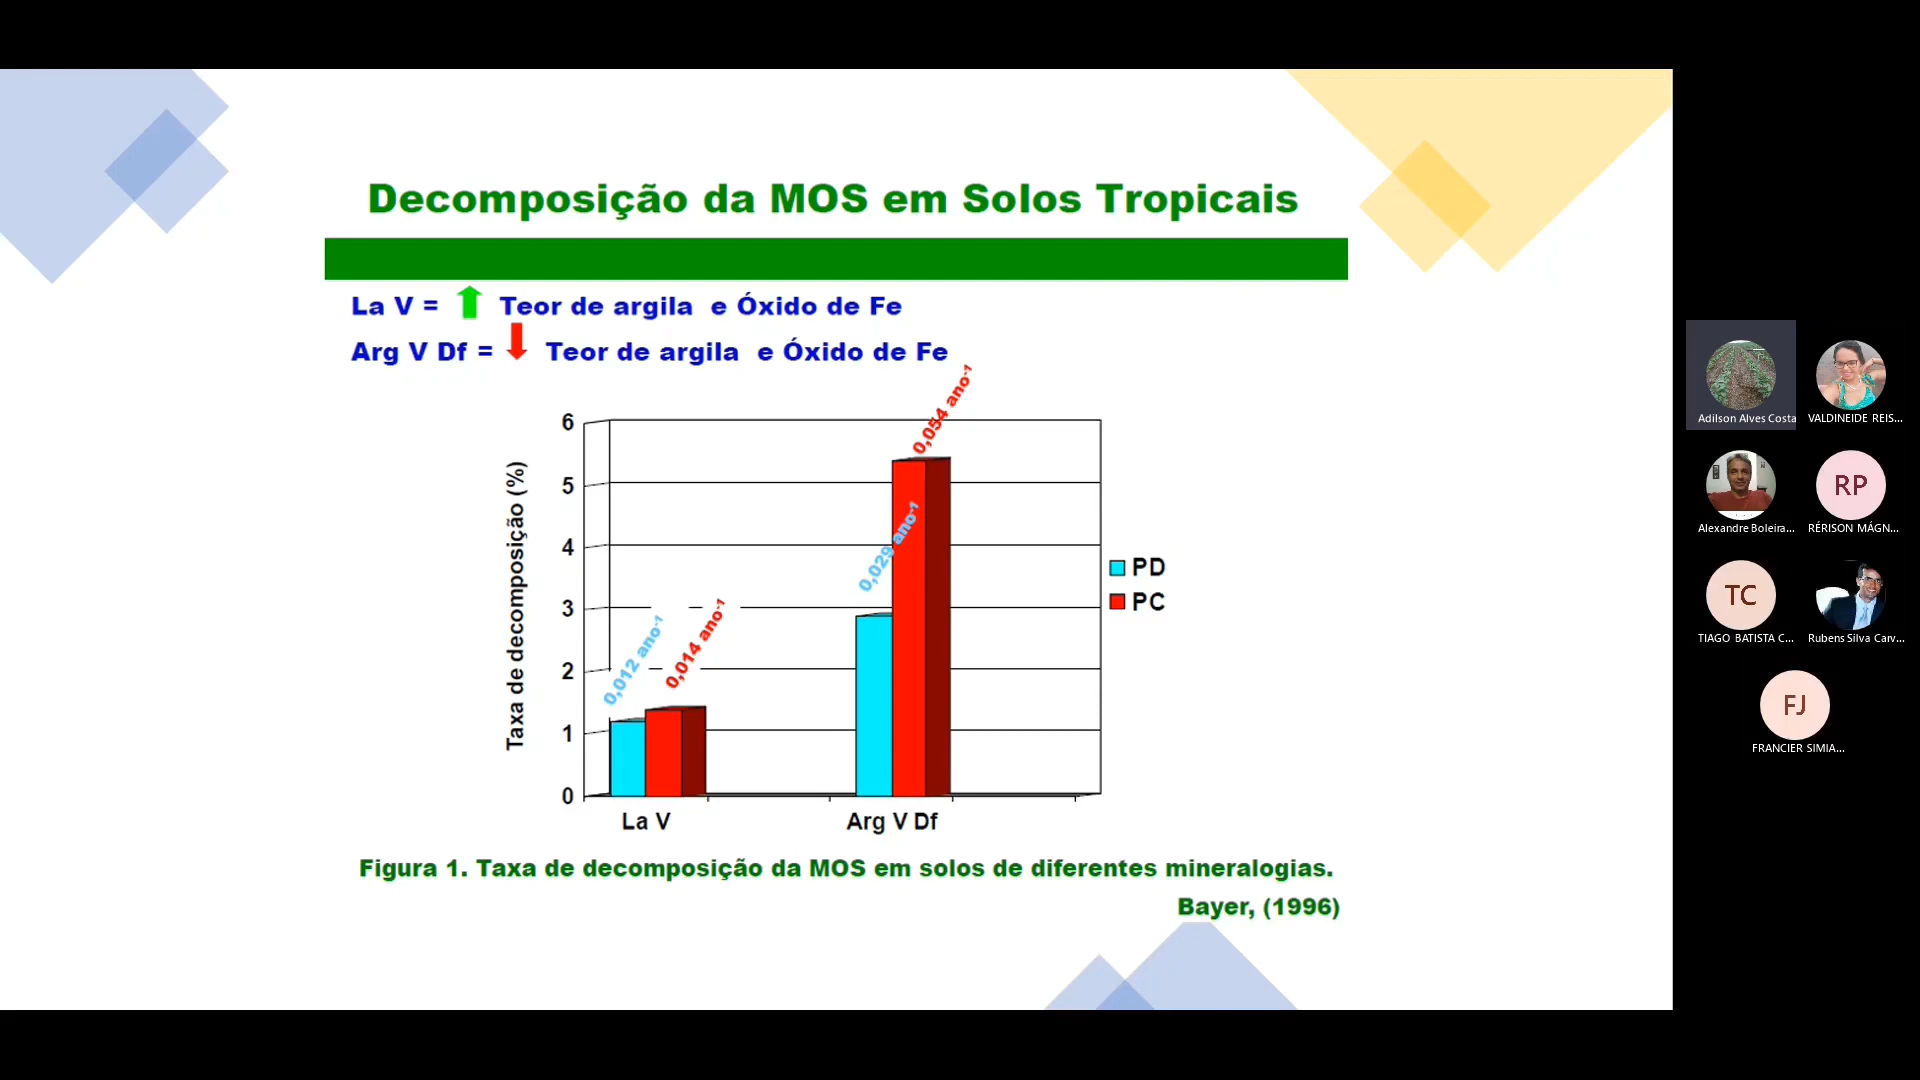 Decomposição da MOS em Solos Tropicais
La V = Teor de argila e Óxido de Fe
Arg V Df = Teor de argila e Óxido de Fe
Taxa de decomposição (%)
6
5
4
3
2
1
0
0,012 ano-1
0,014 ano-1
0,029 ano-1
0,054 ano-1
La V
Arg V Df
PD
PC
Figura 1. Taxa de decomposição da MOS em solos de diferentes mineralogias.
Bayer, (1996)
Adilson Alves Costa
VALDINEIDE REIS...
Alexandre Boleira...
RP
RÉRISON MÁGN...
TC
TIAGO BATISTA C...
Rubens Silva Carv...
FJ
FRANCIER SIMIA...